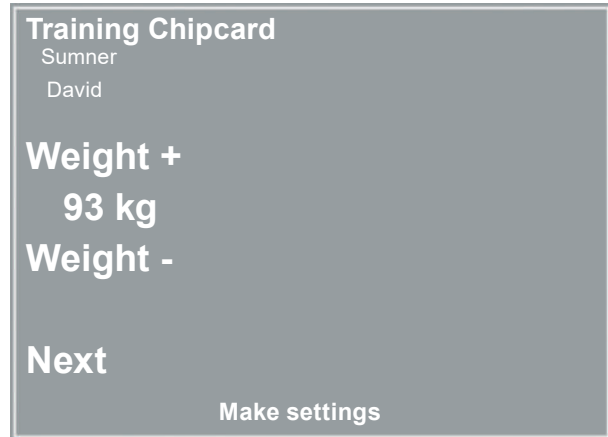 Training Chipcard
Sumner
David
Weight +
93 kg
Weight -
Next
Make settings